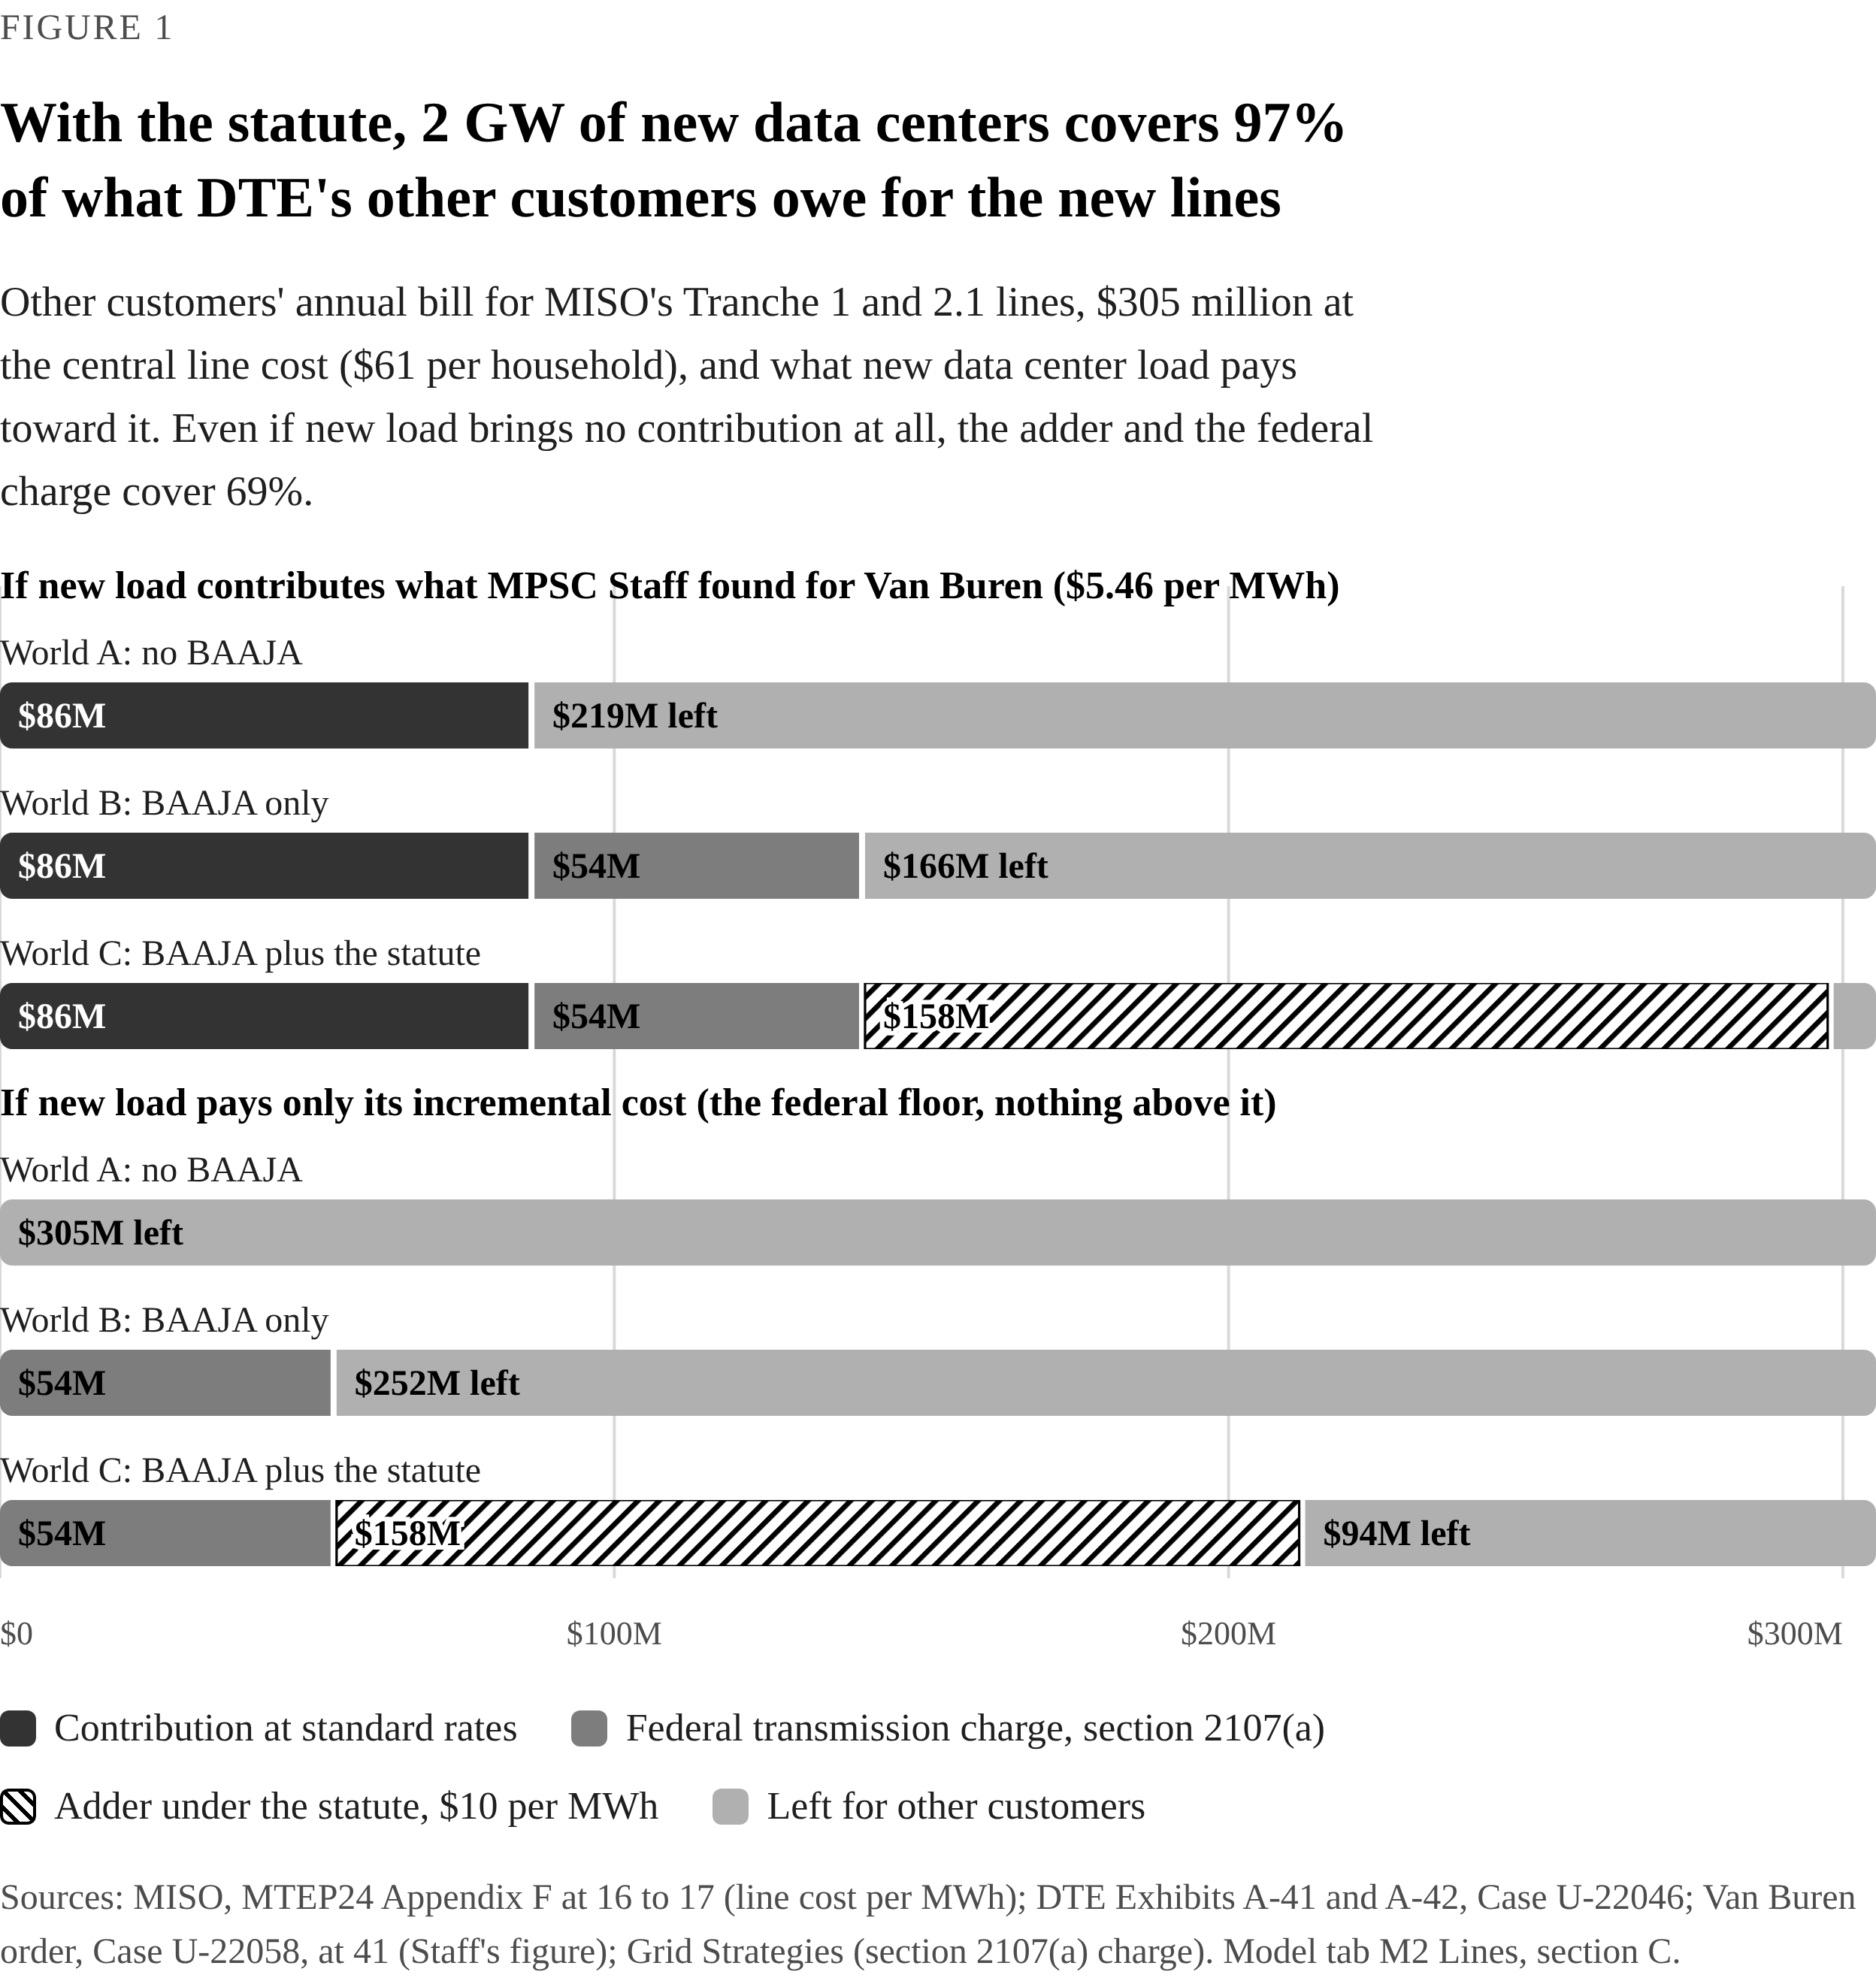 FIGURE 1
With the statute, 2 GW of new data centers covers 97%
of what DTE's other customers owe for the new lines
Other customers' annual bill for MISO's Tranche 1 and 2.1 lines, $305 million at
the central line cost ($61 per household), and what new data center load pays
toward it. Even if new load brings no contribution at all, the adder and the federal
charge cover 69%.
If new load contributes what MPSC Staff found for Van Buren ($5.46 per MWh)
World A: no BAAJA
$86M $219M left
World B: BAAJA only
$86M $54M $166M left
World C: BAAJA plus the statute
$86M $54M $158M
If new load pays only its incremental cost (the federal floor, nothing above it)
World A: no BAAJA
$305M left
World B: BAAJA only
$54M $252M left
World C: BAAJA plus the statute
$54M $158M $94M left
$0 $100M $200M $300M
Contribution at standard rates Federal transmission charge, section 2107(a)
Adder under the statute, $10 per MWh Left for other customers
Sources: MISO, MTEP24 Appendix F at 16 to 17 (line cost per MWh); DTE Exhibits A-41 and A-42, Case U-22046; Van Buren
order, Case U-22058, at 41 (Staff's figure); Grid Strategies (section 2107(a) charge). Model tab M2 Lines, section C.